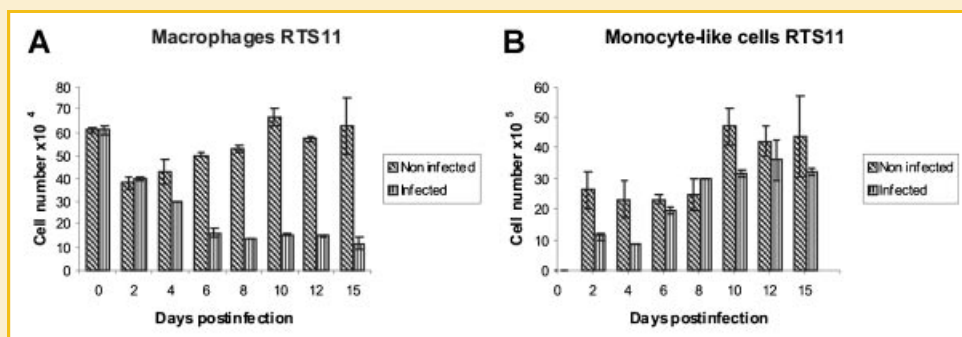 A
Macrophages RTS11
Cell number x10 4
80
70
60
50
40
30
20
10
0
0 2 4 6 8 10 12 15
Days postinfection
Non infected
Infected
B
Monocyte-like cells RTS11
Cell number x10 5
60
50
40
30
20
10
0
0 2 4 6 8 10 12 15
Days postinfection
Non infected
Infected